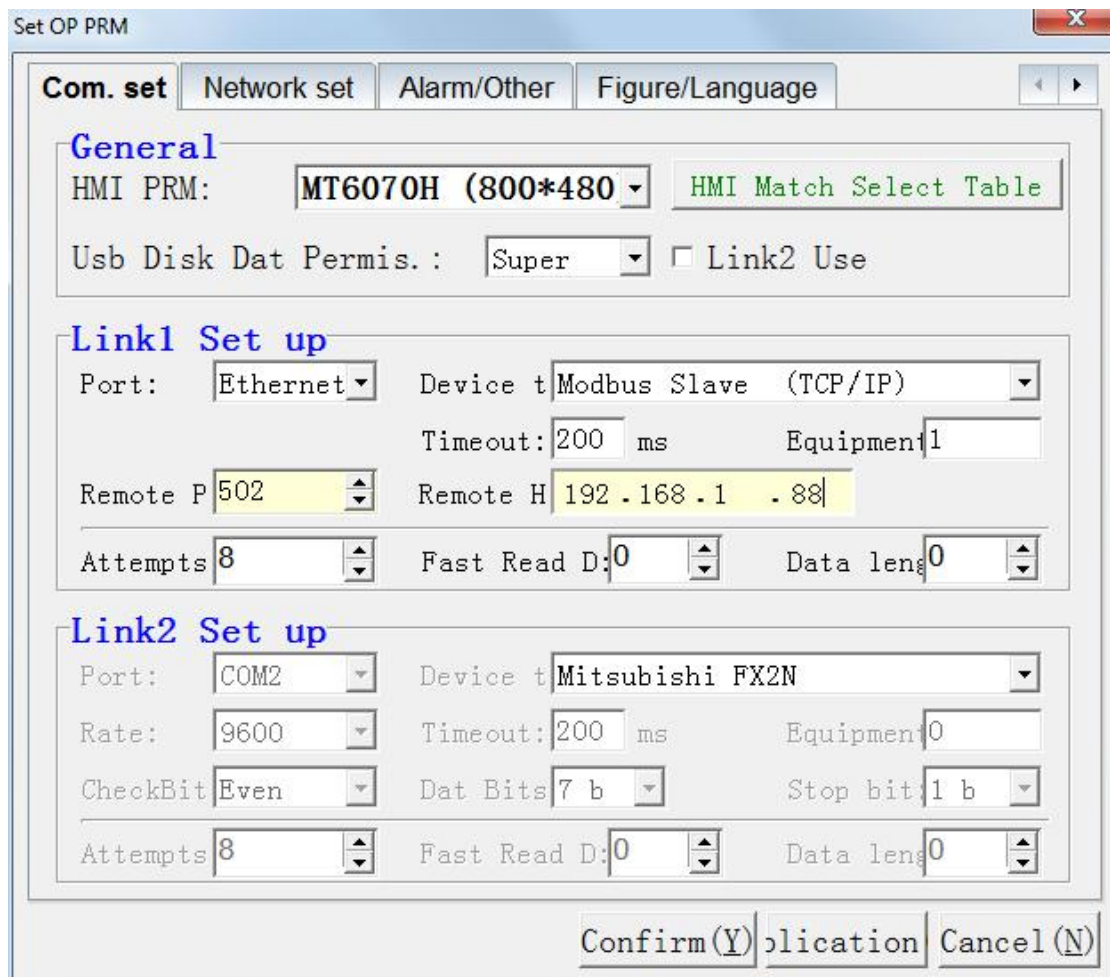 Set OP PRM
Com. set Network set Alarm/Other Figure/Language
General
HMI PRM: MT6070H (800*480 HMI Match Select Table
Usb Disk Dat Permis.: Super Link2 Use
Link1 Set up
Port: Ethernet Device t Modbus Slave (TCP/IP)
Timeout: 200 ms Equipment 1
Remote P 502 Remote H 192.168.1 .88
Attempts 8 Fast Read D: 0 Data leng 0
Link2 Set up
Port: COM2 Device t Mitsubishi FX2N
Rate: 9600 Timeout: 200 ms Equipment 0
CheckBit Even Dat Bits 7 b Stop bit: 1 b
Attempts 8 Fast Read D: 0 Data leng 0
Confirm(Y) plication Cancel(N)